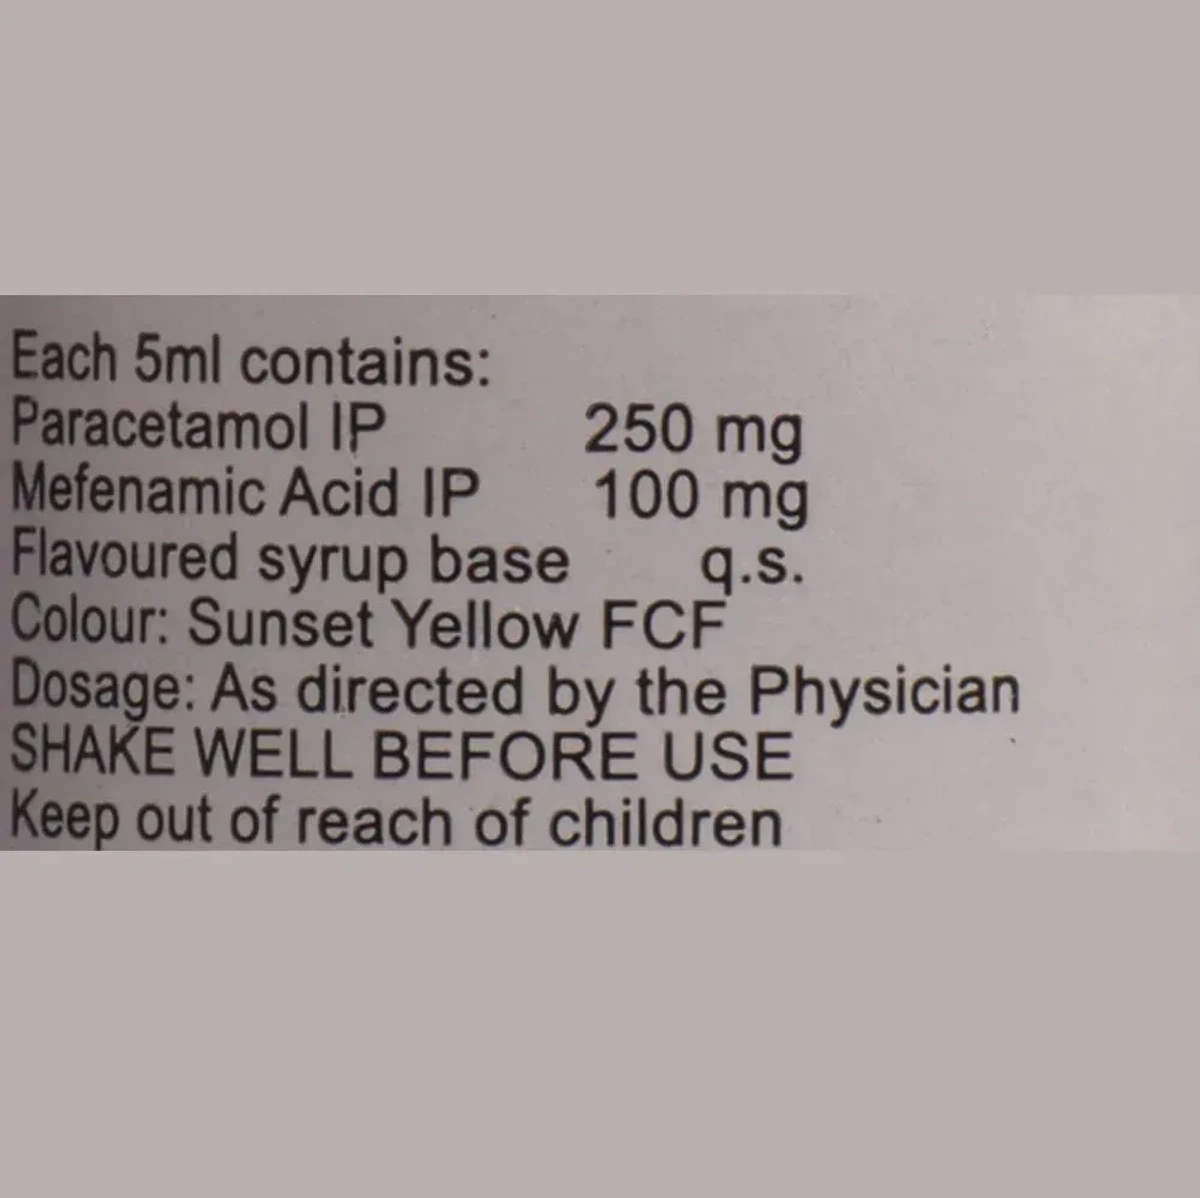 Each 5ml contains:
Paracetamol IP 250 mg
Mefenamic Acid IP 100 mg
Flavoured syrup base q.s.
Colour: Sunset Yellow FCF
Dosage: As directed by the Physician
SHAKE WELL BEFORE USE
Keep out of reach of children